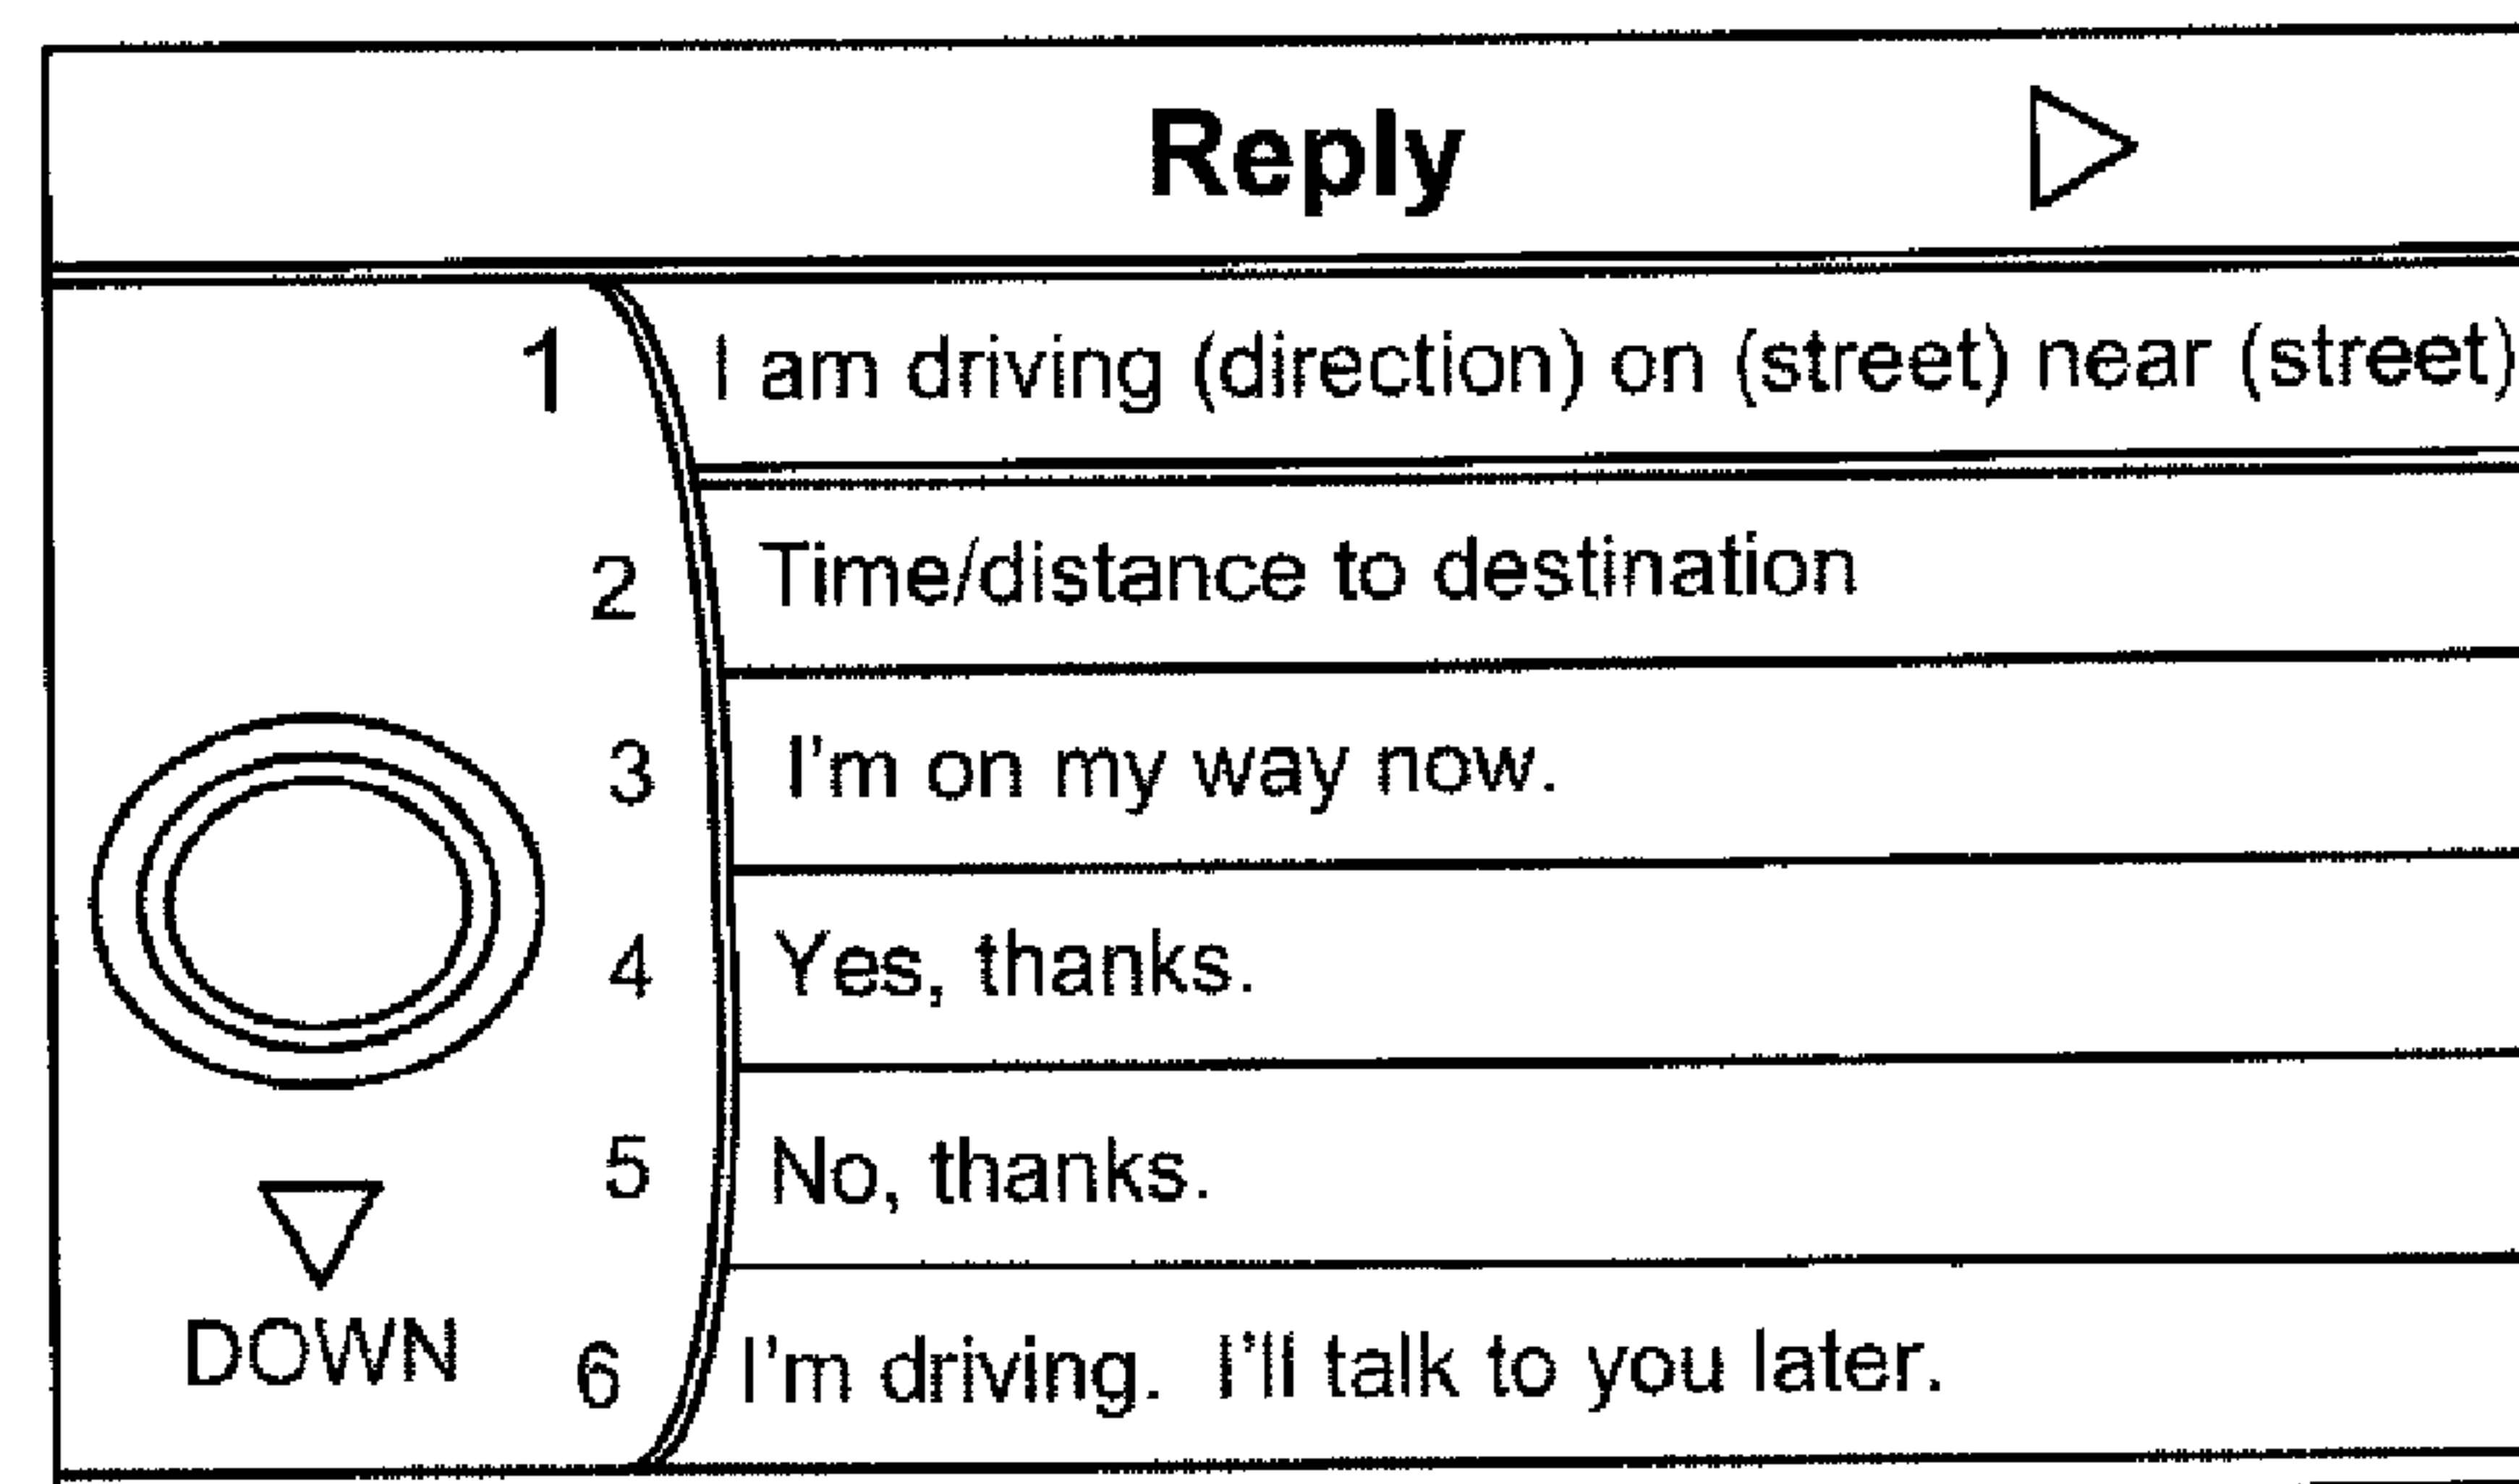 Reply
1 I am driving (direction) on (street) near (street)
2 Time/distance to destination
3 I'm on my way now.
4 Yes, thanks.
5 No, thanks.
DOWN
6 I'm driving. I'll talk to you later.